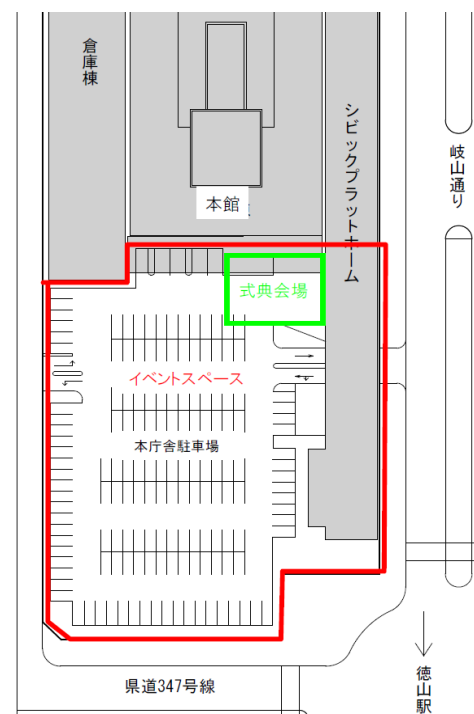 倉庫棟
シビックプラットホーム
岐山通り
本館
式典会場
イベントスペース
本庁舎駐車場
県道347号線
徳山駅